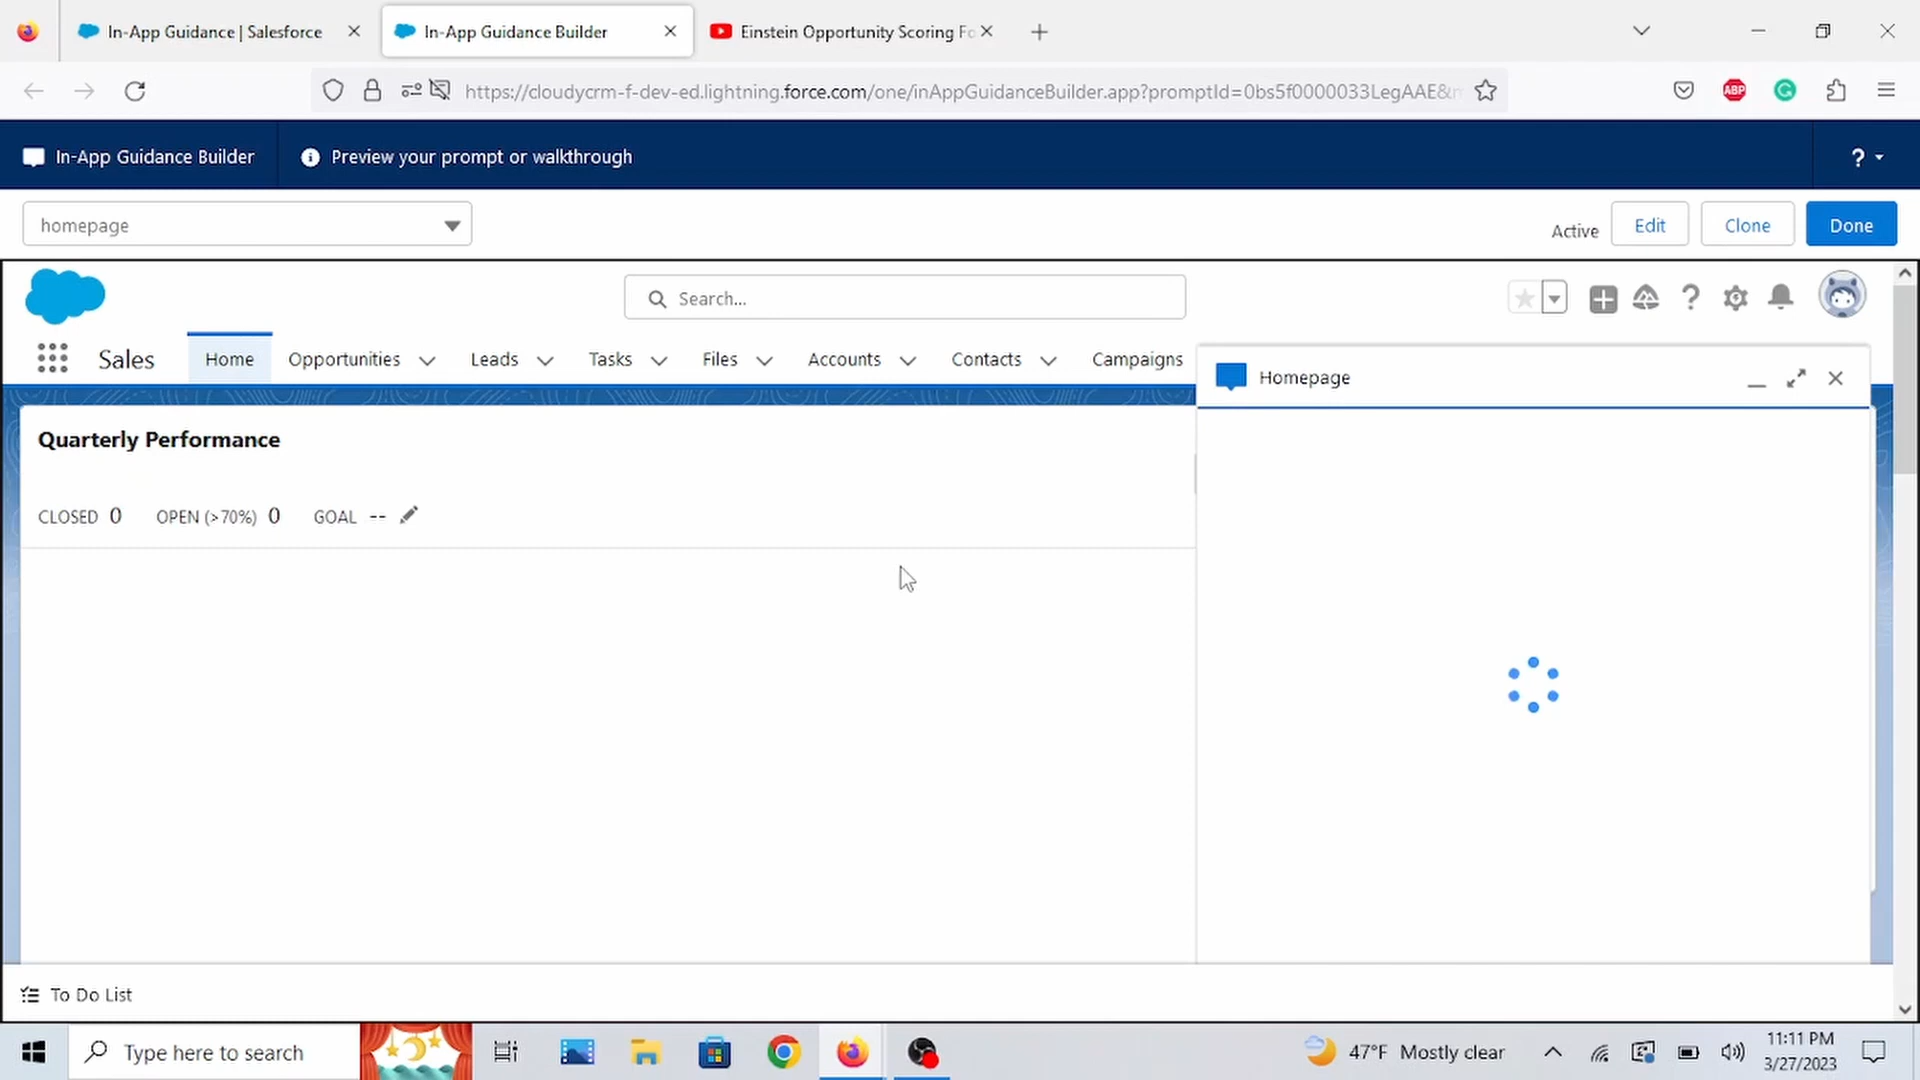 In-App Guidance | Salesforce
In-App Guidance Builder
Einstein Opportunity Scoring Fo
https://cloudycrm-f-dev-ed.lightning.force.com/one/inAppGuidanceBuilder.app?promptId=0bs5f0000033LegAAE&
ABP
In-App Guidance Builder
Preview your prompt or walkthrough
?
homepage
Active
Edit
Clone
Done
Search...
Sales
Home
Opportunities
Leads
Tasks
Files
Accounts
Contacts
Campaigns
Homepage
Quarterly Performance
CLOSED 0 OPEN (>70%) 0 GOAL --
To Do List
Type here to search
47°F Mostly clear
11:11 PM
3/27/2023